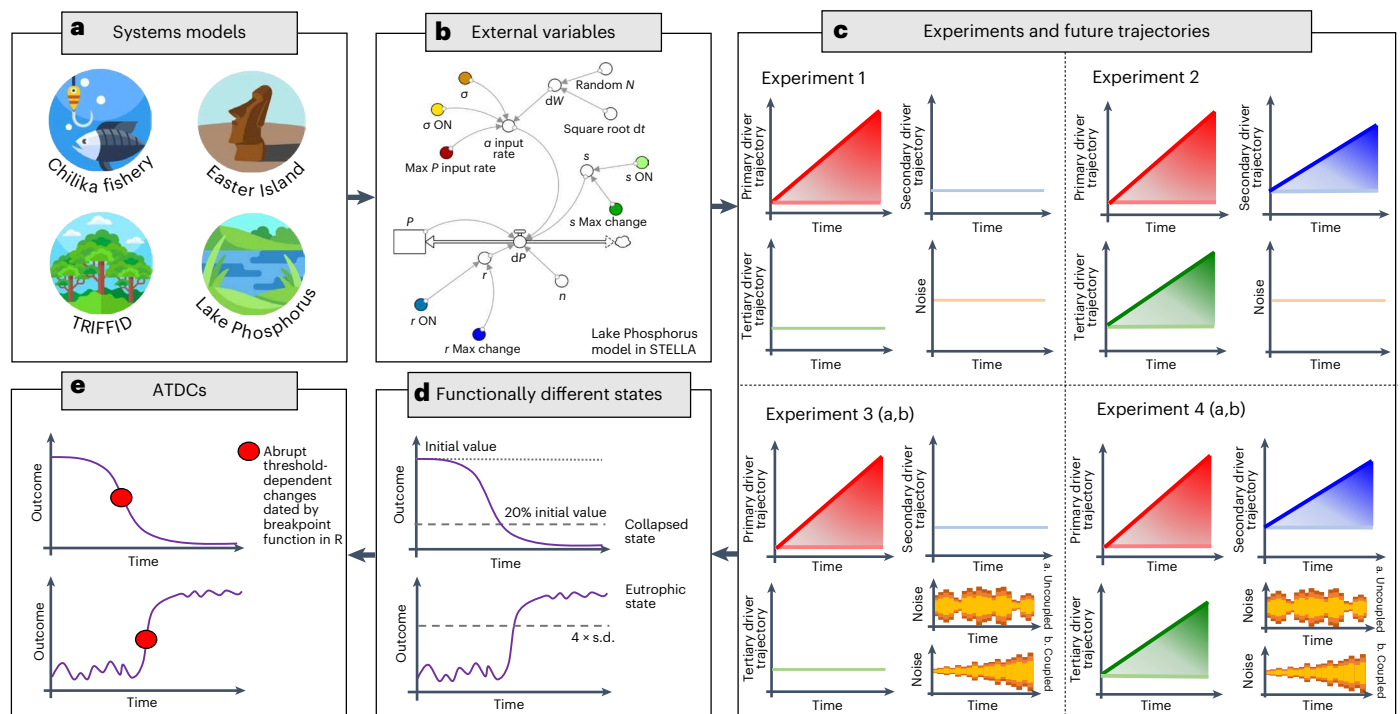 a Systems models
Chilika fishery
Easter Island
TRIFFID
Lake Phosphorus
b External variables
σ
σ ON
Max P input rate
a input
rate
dW
Random N
Square root dt
s
s ON
s Max change
P
dP
r
n
r ON
r Max change
Lake Phosphorus
model in STELLA
c Experiments and future trajectories
Experiment 1
Primary driver
trajectory
Time
Secondary driver
trajectory
Time
Tertiary driver
trajectory
Time
Noise
Time
Experiment 2
Primary driver
trajectory
Time
Secondary driver
trajectory
Time
Tertiary driver
trajectory
Time
Noise
Time
Experiment 3 (a,b)
Primary driver
trajectory
Time
Secondary driver
trajectory
Time
Tertiary driver
trajectory
Time
Noise
Time
a. Uncoupled
Noise
Time
b. Coupled
Experiment 4 (a,b)
Primary driver
trajectory
Time
Secondary driver
trajectory
Time
Tertiary driver
trajectory
Time
Noise
Time
a. Uncoupled
Noise
Time
b. Coupled
d Functionally different states
Initial value
20% initial value
Collapsed
state
Outcome
Time
Eutrophic
state
4 × s.d.
Outcome
Time
e ATDCs
Outcome
Time
Abrupt
threshold-
dependent
changes
dated by
breakpoint
function in R
Outcome
Time